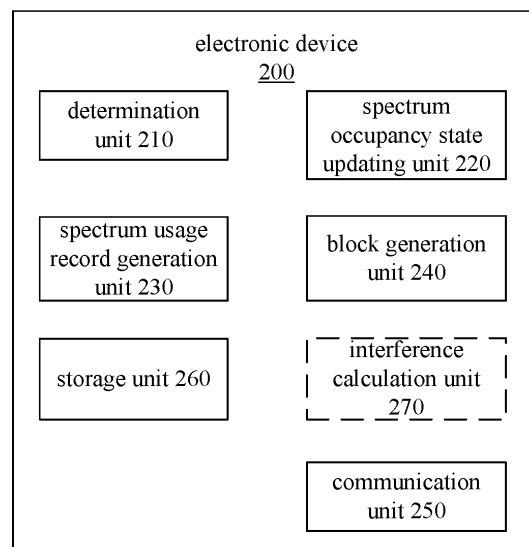 electronic device
200
determination
unit 210
spectrum
occupancy state
updating unit 220
spectrum usage
record generation
unit 230
block generation
unit 240
storage unit 260
interference
calculation unit
270
communication
unit 250